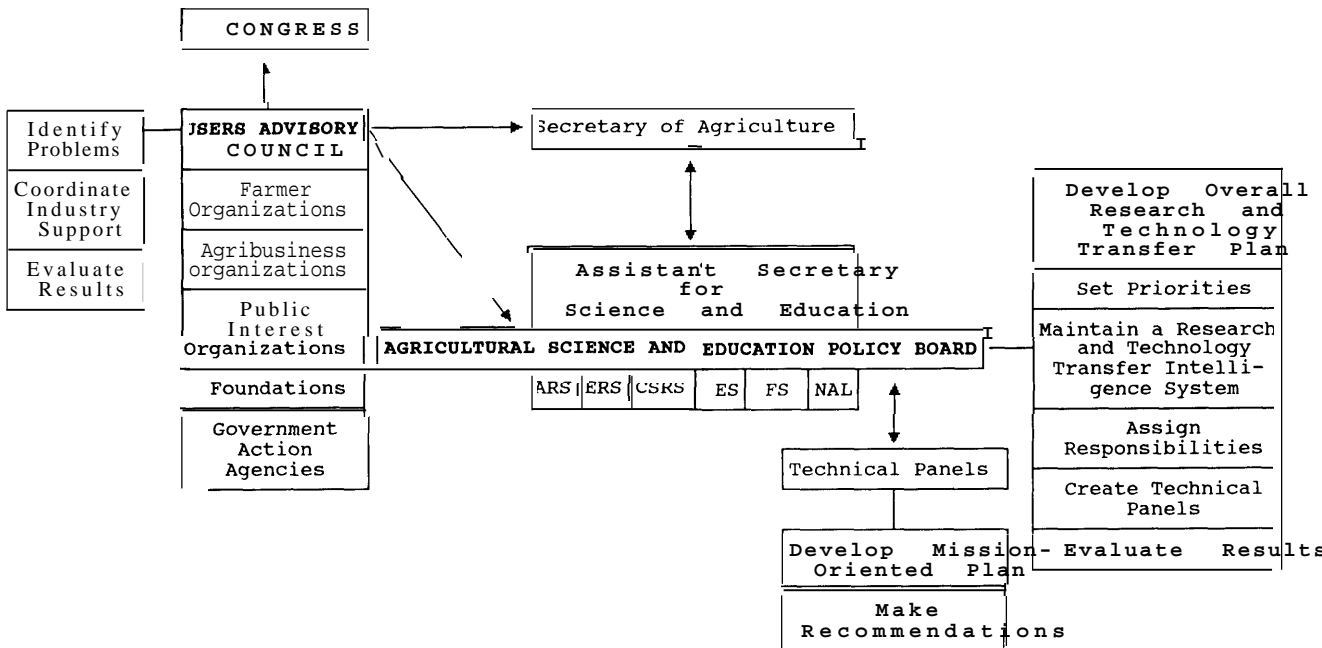 CONGRESS
Identify
Problems
Coordinate
Industry
Support
Evaluate
Results
USERS ADVISORY
COUNCIL
Farmer
Organizations
Agribusiness
organizations
Public
Interest
Organizations
Foundations
Government
Action
Agencies
Secretary of Agriculture
Assistant Secretary
for
Science and Education
AGRICULTURAL SCIENCE AND EDUCATION POLICY BOARD
ARS ERS CSRS ES FS NAL
Technical Panels
Develop Mission-
Oriented Plan
Make
Recommendations
Develop Overall
Research and
Technology
Transfer Plan
Set Priorities
Maintain a Research
and Technology
Transfer Intelli-
gence System
Assign
Responsibilities
Create Technical
Panels
Evaluate Results